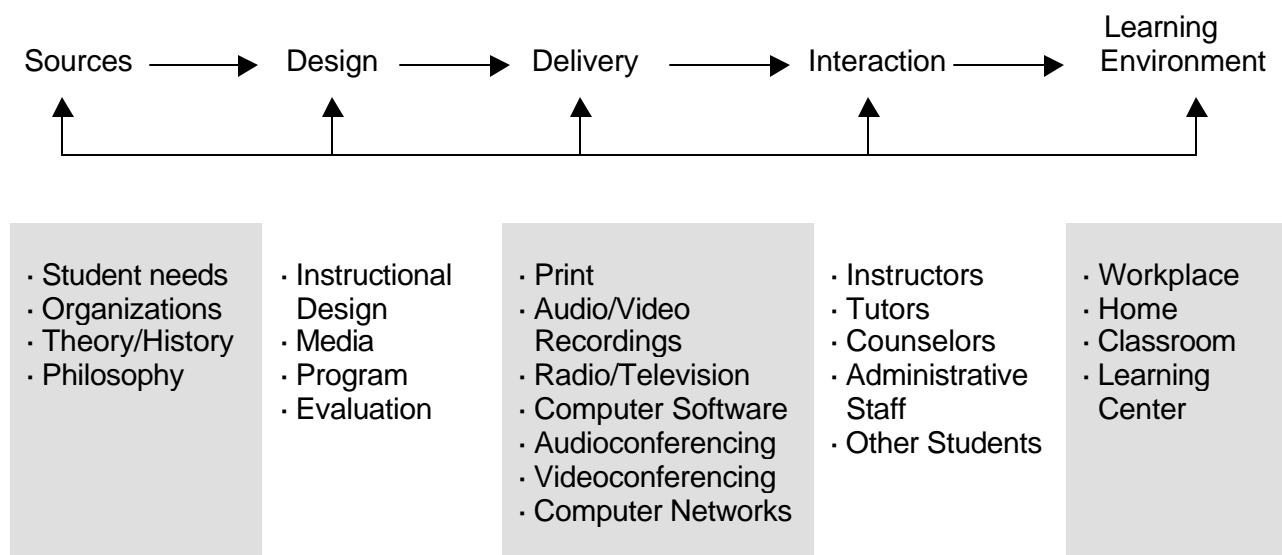 Sources
Design
Delivery
Interaction
Learning
Environment
· Student needs
· Organizations
· Theory/History
· Philosophy
· Instructional
Design
· Media
· Program
· Evaluation
· Print
· Audio/Video
Recordings
· Radio/Television
· Computer Software
· Audioconferencing
· Videoconferencing
· Computer Networks
· Instructors
· Tutors
· Counselors
· Administrative
Staff
· Other Students
· Workplace
· Home
· Classroom
· Learning
Center